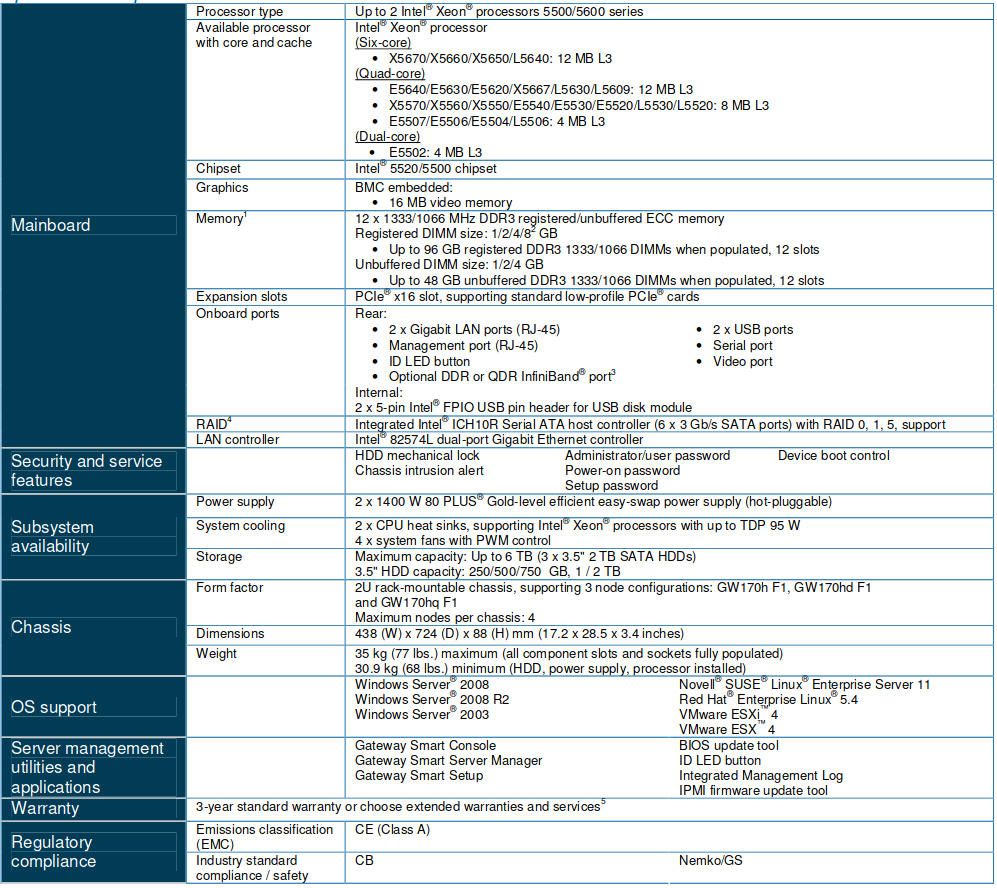 Mainboard
Processor type
Up to 2 Intel® Xeon® processors 5500/5600 series
Available processor
with core and cache
Intel® Xeon® processor
(Six-core)
• X5670/X5660/X5650/L5640: 12 MB L3
(Quad-core)
• E5640/E5630/E5620/X5667/L5630/L5609: 12 MB L3
• X5570/X5560/X5550/E5540/E5530/E5520/L5530/L5520: 8 MB L3
• E5507/E5506/E5504/L5506: 4 MB L3
(Dual-core)
• E5502: 4 MB L3
Chipset
Intel® 5520/5500 chipset
Graphics
BMC embedded:
• 16 MB video memory
Memory¹
12 x 1333/1066 MHz DDR3 registered/unbuffered ECC memory
Registered DIMM size: 1/2/4/8² GB
• Up to 96 GB registered DDR3 1333/1066 DIMMs when populated, 12 slots
Unbuffered DIMM size: 1/2/4 GB
• Up to 48 GB unbuffered DDR3 1333/1066 DIMMs when populated, 12 slots
Expansion slots
PCIe® x16 slot, supporting standard low-profile PCIe® cards
Onboard ports
Rear:
• 2 x Gigabit LAN ports (RJ-45)
• Management port (RJ-45)
• ID LED button
• Optional DDR or QDR InfiniBand® port³
• 2 x USB ports
• Serial port
• Video port
Internal:
2 x 5-pin Intel® FPIO USB pin header for USB disk module
RAID⁴
Integrated Intel® ICH10R Serial ATA host controller (6 x 3 Gb/s SATA ports) with RAID 0, 1, 5, support
LAN controller
Intel® 82574L dual-port Gigabit Ethernet controller
Security and service
features
HDD mechanical lock
Chassis intrusion alert
Administrator/user password
Power-on password
Setup password
Device boot control
Subsystem
availability
Power supply
2 x 1400 W 80 PLUS® Gold-level efficient easy-swap power supply (hot-pluggable)
System cooling
2 x CPU heat sinks, supporting Intel® Xeon® processors with up to TDP 95 W
4 x system fans with PWM control
Storage
Maximum capacity: Up to 6 TB (3 x 3.5" 2 TB SATA HDDs)
3.5" HDD capacity: 250/500/750 GB, 1 / 2 TB
Chassis
Form factor
2U rack-mountable chassis, supporting 3 node configurations: GW170h F1, GW170hd F1
and GW170hq F1
Maximum nodes per chassis: 4
Dimensions
438 (W) x 724 (D) x 88 (H) mm (17.2 x 28.5 x 3.4 inches)
Weight
35 kg (77 lbs.) maximum (all component slots and sockets fully populated)
30.9 kg (68 lbs.) minimum (HDD, power supply, processor installed)
OS support
Windows Server® 2008
Windows Server® 2008 R2
Windows Server® 2003
Novell® SUSE® Linux® Enterprise Server 11
Red Hat® Enterprise Linux® 5.4
VMware ESXi™ 4
VMware ESX™ 4
Server management
utilities and
applications
Gateway Smart Console
Gateway Smart Server Manager
Gateway Smart Setup
BIOS update tool
ID LED button
Integrated Management Log
IPMI firmware update tool
Warranty
3-year standard warranty or choose extended warranties and services⁵
Regulatory
compliance
Emissions classification
(EMC)
CE (Class A)
Industry standard
compliance / safety
CB
Nemko/GS